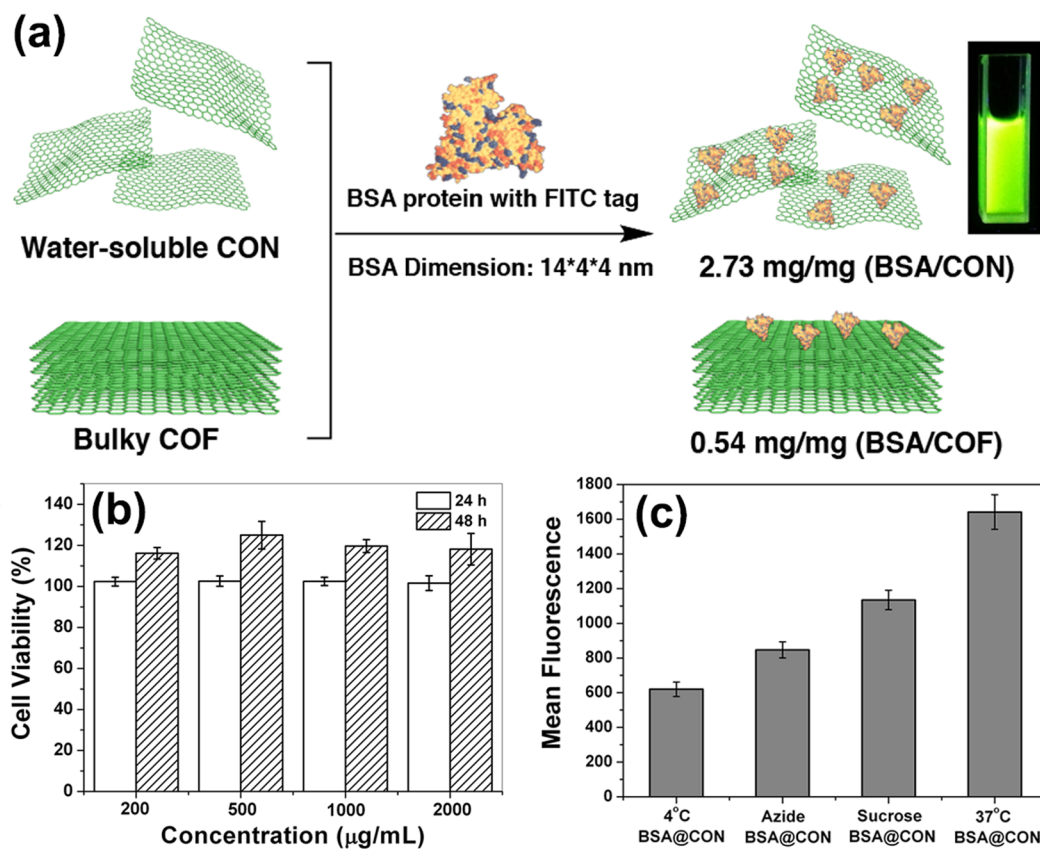 (a)
BSA protein with FITC tag
BSA Dimension: 14*4*4 nm
Water-soluble CON
2.73 mg/mg (BSA/CON)
Bulky COF
0.54 mg/mg (BSA/COF)
(b)
24 h
48 h
Cell Viability (%)
140
120
100
80
60
40
20
0
200 500 1000 2000
Concentration (μg/mL)
(c)
Mean Fluorescence
1800
1600
1400
1200
1000
800
600
400
200
0
4°C Azide Sucrose 37°C
BSA@CON BSA@CON BSA@CON BSA@CON